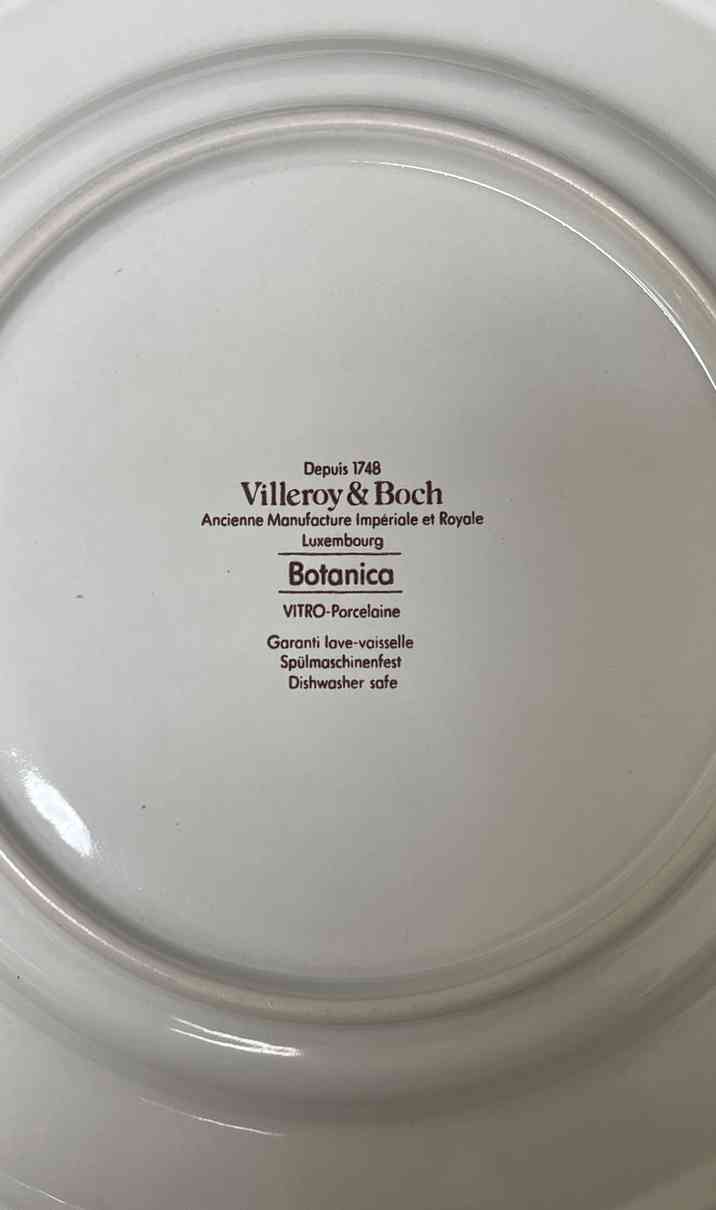 Depuis 1748
Villeroy & Boch
Ancienne Manufacture Impériale et Royale
Luxembourg
Botanica
VITRO-Porcelaine
Garanti lave-vaisselle
Spülmaschinenfest
Dishwasher safe